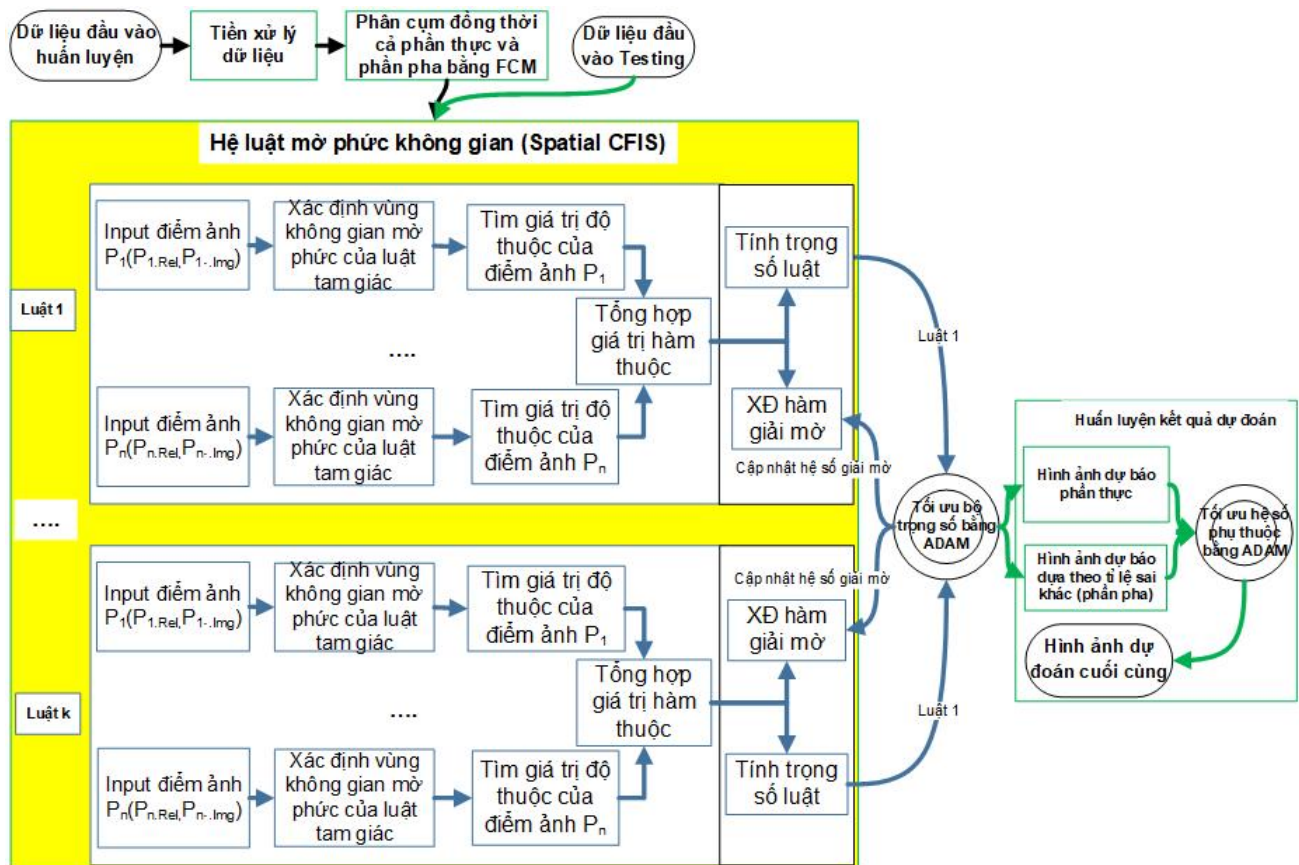 Dữ liệu đầu vào
huấn luyện
Tiền xử lý
dữ liệu
Phân cụm đồng thời
cả phần thực và
phần pha bằng FCM
Dữ liệu đầu
vào Testing
Hệ luật mờ phức không gian (Spatial CFIS)
Luật 1
Input điểm ảnh
P1(P1.Rel,P1-.Img)
Xác định vùng
không gian mờ
phức của luật
tam giác
Tìm giá trị độ
thuộc của
điểm ảnh P1
....
Input điểm ảnh
Pn(Pn.Rel,Pn-.Img)
Xác định vùng
không gian mờ
phức của luật
tam giác
Tìm giá trị độ
thuộc của
điểm ảnh Pn
Tổng hợp
giá trị hàm
thuộc
Tính trọng
số luật
XĐ hàm
giải mờ
Luật 1
Cập nhật hệ số giải mờ
....
Luật k
Input điểm ảnh
P1(P1.Rel,P1-.Img)
Xác định vùng
không gian mờ
phức của luật
tam giác
Tìm giá trị độ
thuộc của
điểm ảnh P1
....
Input điểm ảnh
Pn(Pn.Rel,Pn-.Img)
Xác định vùng
không gian mờ
phức của luật
tam giác
Tìm giá trị độ
thuộc của
điểm ảnh Pn
Tổng hợp
giá trị hàm
thuộc
Cập nhật hệ số giải mờ
XĐ hàm
giải mờ
Tính trọng
số luật
Luật 1
Tối ưu bộ
trọng số bằng
ADAM
Huấn luyện kết quả dự đoán
Hình ảnh dự báo
phần thực
Hình ảnh dự báo
dựa theo tỉ lệ sai
khác (phần pha)
Tối ưu hệ số
phụ thuộc
bằng ADAM
Hình ảnh dự
đoán cuối cùng